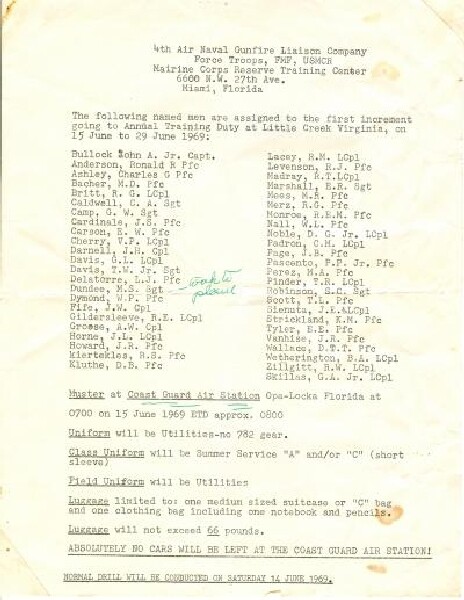 4th Air Naval Gunfire Liaison Company
Force Troops, FMF, USMCR
Mairine Corps Reserve Training Center
6600 N.W. 27th Ave.
Miami, Florida
The following named men are assigned to the first increment
going to Annual Training Duty at Little Creek Virginia, on
15 June to 29 June 1969:
Bullock John A. Jr. Capt.
Anderson, Ronald R Pfc
Ashley, Charles G Pfc
Bacher, M.D. Pfc
Britt, R. G. LCpl
Caldwell, C. A. Sgt
Camp, G. W. Sgt
Cardinale, J.S. Pfc
Carson, E. W. Pfc
Cherry, V.P. LCpl
Darnell, J.H. Cpl
Davis, G.L. LCpl
Davis, T.W. Jr. Sgt
Delatorre, L.J. Pfc
Dundee, M.S. Sgt
Dymond, W.P. Pfc
Fife, J.W. Cpl
Gildersleeve, R.E. LCpl
Grosse, A.W. Cpl
Horne, J.L. LCpl
Howard, J.R. Pfc
Kiertekles, R.S. Pfc
Kluthe, D.B. Pfc
Lacey, R.M. LCpl
Levenson, R.J. Pfc
Madray, R.T.LCpl
Marshall, E.R. Sgt
Mees, M.R. Pfc
Merz, R.G. Pfc
Monroe, R.E.M. Pfc
Nall, W.L. Pfc
Noble, D. C. Jr. LCpl
Padron, C.H. LCpl
Page, J.B. Pfc
Pascento, P.P. Jr. Pfc
Perez, M.A. Pfc
Pinder, T.R. LCpl
Robinson, S.C. Sgt
Scott, T.L. Pfc
Sienuta, J.E. LCpl
Strickland, K.M. Pfc
Tyler, S.E. Pfc
Vanhise, J.R. Pfc
Wallace, D.T.T. Pfc
Wetherington, B.A. LCpl
Zillgitt, R.W. LCpl
Skillas, G.A. Jr. LCpl
Muster at Coast Guard Air Station Opa-Locka Florida at
0700 on 15 June 1969 ETD approx. 0800
Uniform will be Utilities-no 782 gear.
Class Uniform will be Summer Service "A" and/or "C" (short
sleeve)
Field Uniform will be Utilities
Luggage limited to: one medium sized suitcase or "C" bag
and one clothing bag including one notebook and pencils.
Luggage will not exceed 66 pounds.
ABSOLUTELY NO CARS WILL BE LEFT AT THE COAST GUARD AIR STATION!
NORMAL DRILL WILL BE CONDUCTED ON SATURDAY 14 JUNE 1969.